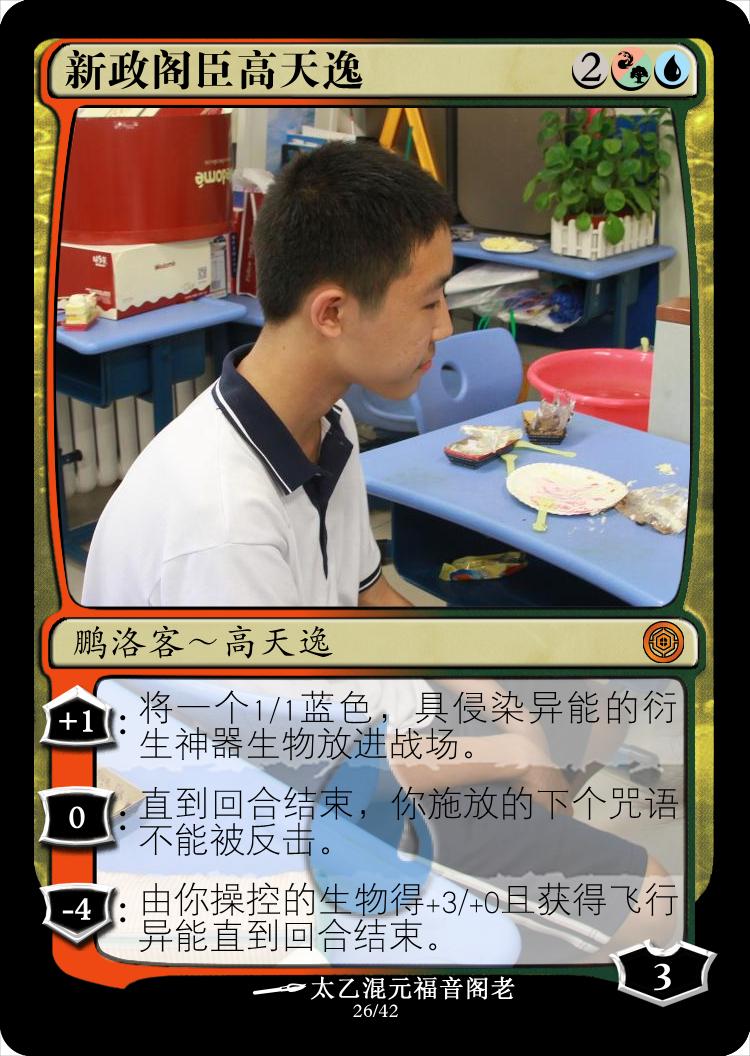 新政阁臣高天逸 2
domé
Wedomé
鹏洛客～高天逸
+1 : 将一个1/1蓝色，具侵染异能的衍
生神器生物放进战场。
0 : 直到回合结束，你施放的下个咒语
不能被反击。
-4 : 由你操控的生物得+3/+0且获得飞行
异能直到回合结束。
3
太乙混元福音阁老
26/42